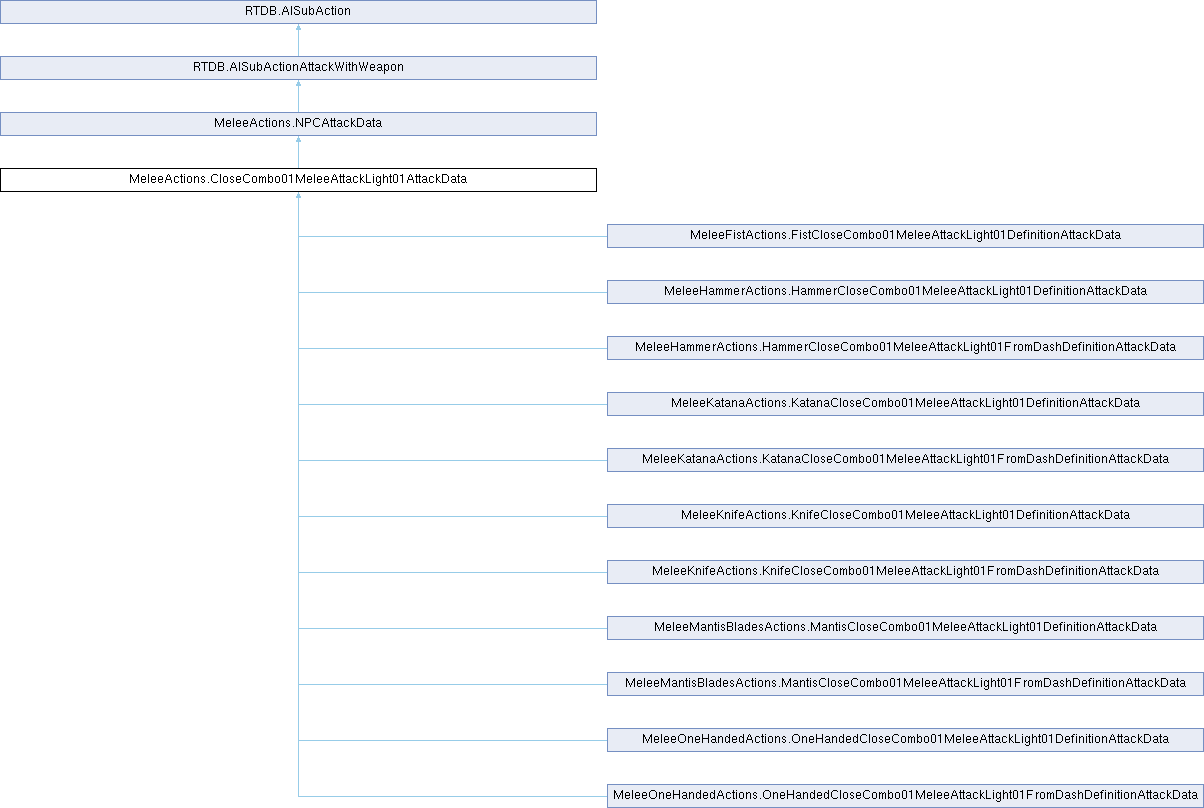 RTDB.AISubAction
RTDB.AISubActionAttackWithWeapon
MeleeActions.NPCAttackData
MeleeActions.CloseCombo01MeleeAttackLight01AttackData
MeleeFistActions.FistCloseCombo01MeleeAttackLight01DefinitionAttackData
MeleeHammerActions.HammerCloseCombo01MeleeAttackLight01DefinitionAttackData
MeleeHammerActions.HammerCloseCombo01MeleeAttackLight01FromDashDefinitionAttackData
MeleeKatanaActions.KatanaCloseCombo01MeleeAttackLight01DefinitionAttackData
MeleeKatanaActions.KatanaCloseCombo01MeleeAttackLight01FromDashDefinitionAttackData
MeleeKnifeActions.KnifeCloseCombo01MeleeAttackLight01DefinitionAttackData
MeleeKnifeActions.KnifeCloseCombo01MeleeAttackLight01FromDashDefinitionAttackData
MeleeMantisBladesActions.MantisCloseCombo01MeleeAttackLight01DefinitionAttackData
MeleeMantisBladesActions.MantisCloseCombo01MeleeAttackLight01FromDashDefinitionAttackData
MeleeOneHandedActions.OneHandedCloseCombo01MeleeAttackLight01DefinitionAttackData
MeleeOneHandedActions.OneHandedCloseCombo01MeleeAttackLight01FromDashDefinitionAttackData